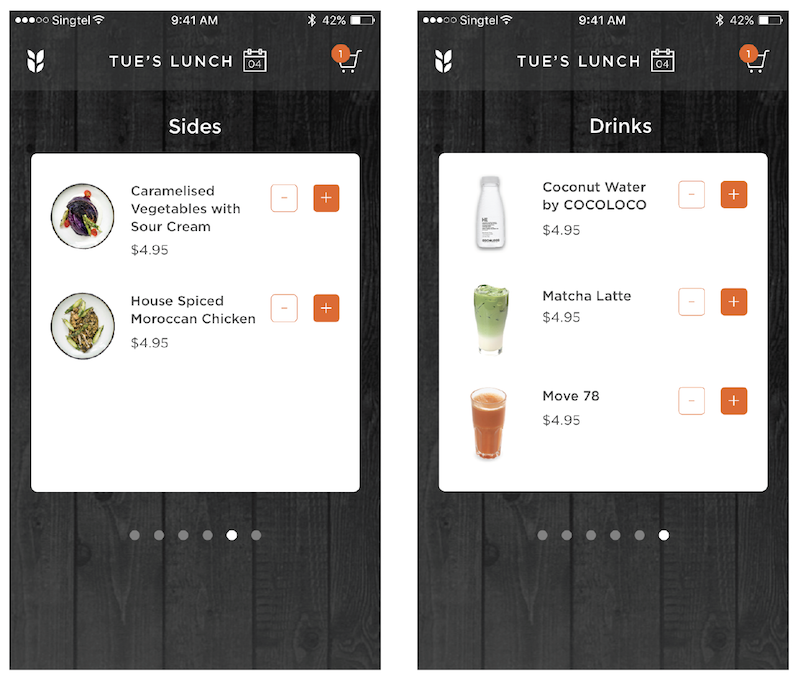 Singtel 9:41 AM 42%
TUE'S LUNCH 04 1
Sides
Caramelised
Vegetables with
Sour Cream
$4.95
- +
House Spiced
Moroccan Chicken
$4.95
- +
Singtel 9:41 AM 42%
TUE'S LUNCH 04 1
Drinks
Coconut Water
by COCOLOCO
$4.95
- +
Matcha Latte
$4.95
- +
Move 78
$4.95
- +